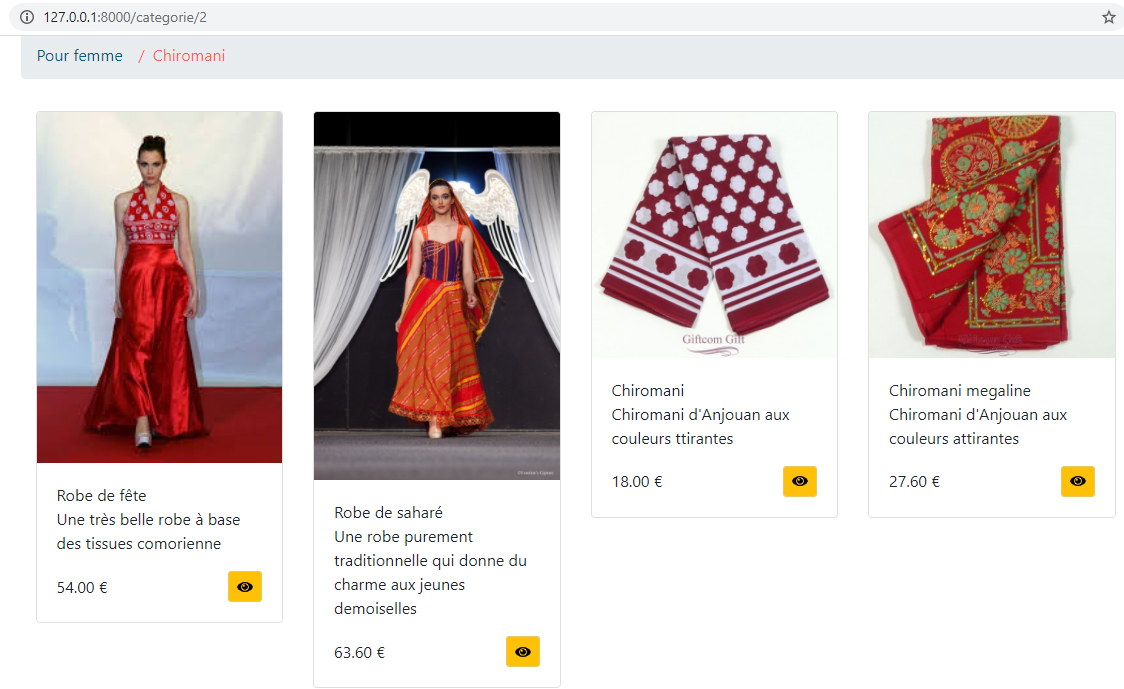 127.0.0.1:8000/categorie/2
Pour femme / Chiromani
Robe de fête
Une très belle robe à base
des tissues comorienne
54.00 €
Robe de saharé
Une robe purement
traditionnelle qui donne du
charme aux jeunes
demoiselles
63.60 €
Giftcom Gift
Chiromani
Chiromani d'Anjouan aux
couleurs ttirantes
18.00 €
Giftcom Gift
Chiromani megaline
Chiromani d'Anjouan aux
couleurs attirantes
27.60 €